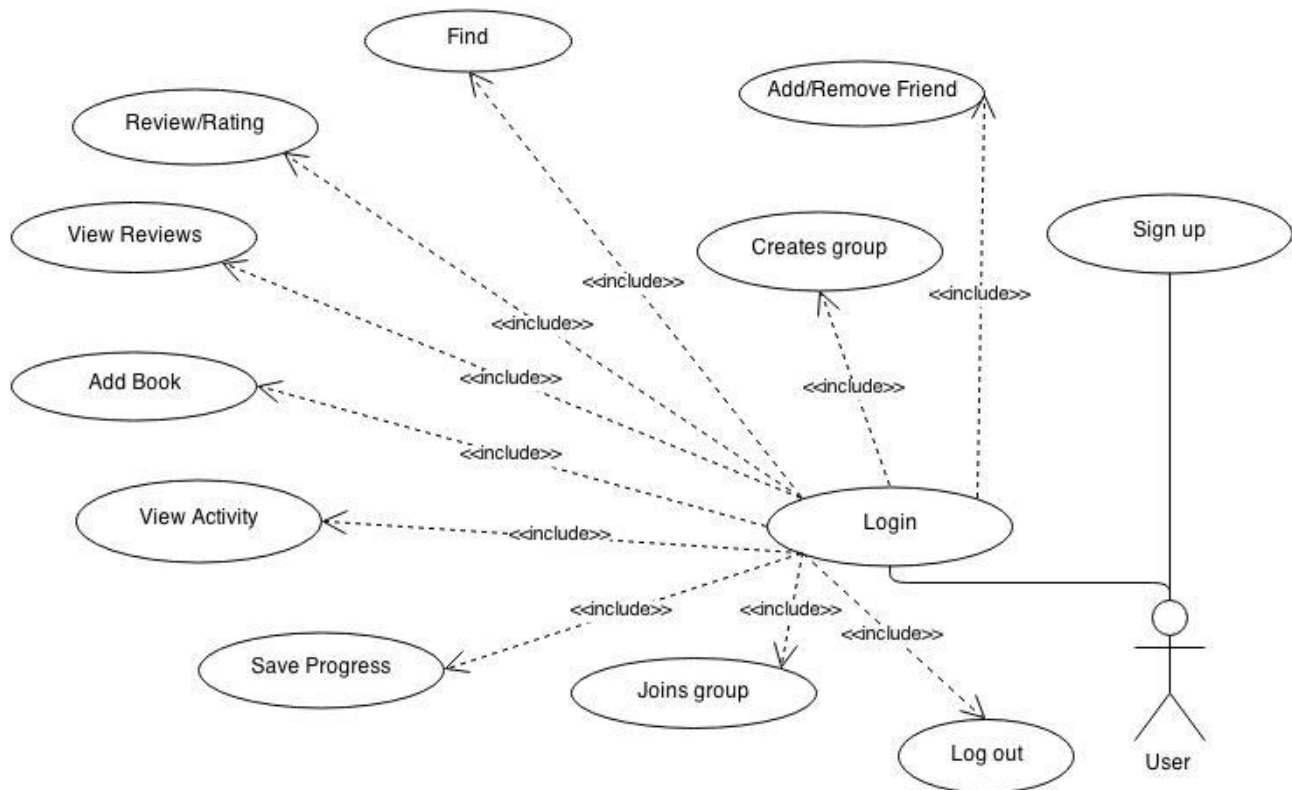 Find
Add/Remove Friend
Review/Rating
View Reviews
Creates group
Sign up
<<include>>
<<include>>
<<include>>
<<include>>
Add Book
<<include>>
<<include>>
View Activity
<<include>>
Login
<<include>>
<<include>>
<<include>>
Save Progress
Joins group
Log out
User